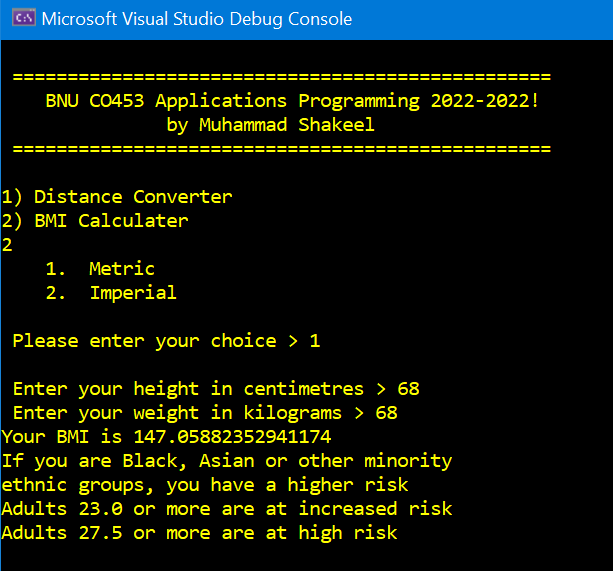 Microsoft Visual Studio Debug Console
=================================================
BNU CO453 Applications Programming 2022-2022!
by Muhammad Shakeel
=================================================
1) Distance Converter
2) BMI Calculater
2
1. Metric
2. Imperial
Please enter your choice > 1
Enter your height in centimetres > 68
Enter your weight in kilograms > 68
Your BMI is 147.05882352941174
If you are Black, Asian or other minority
ethnic groups, you have a higher risk
Adults 23.0 or more are at increased risk
Adults 27.5 or more are at high risk